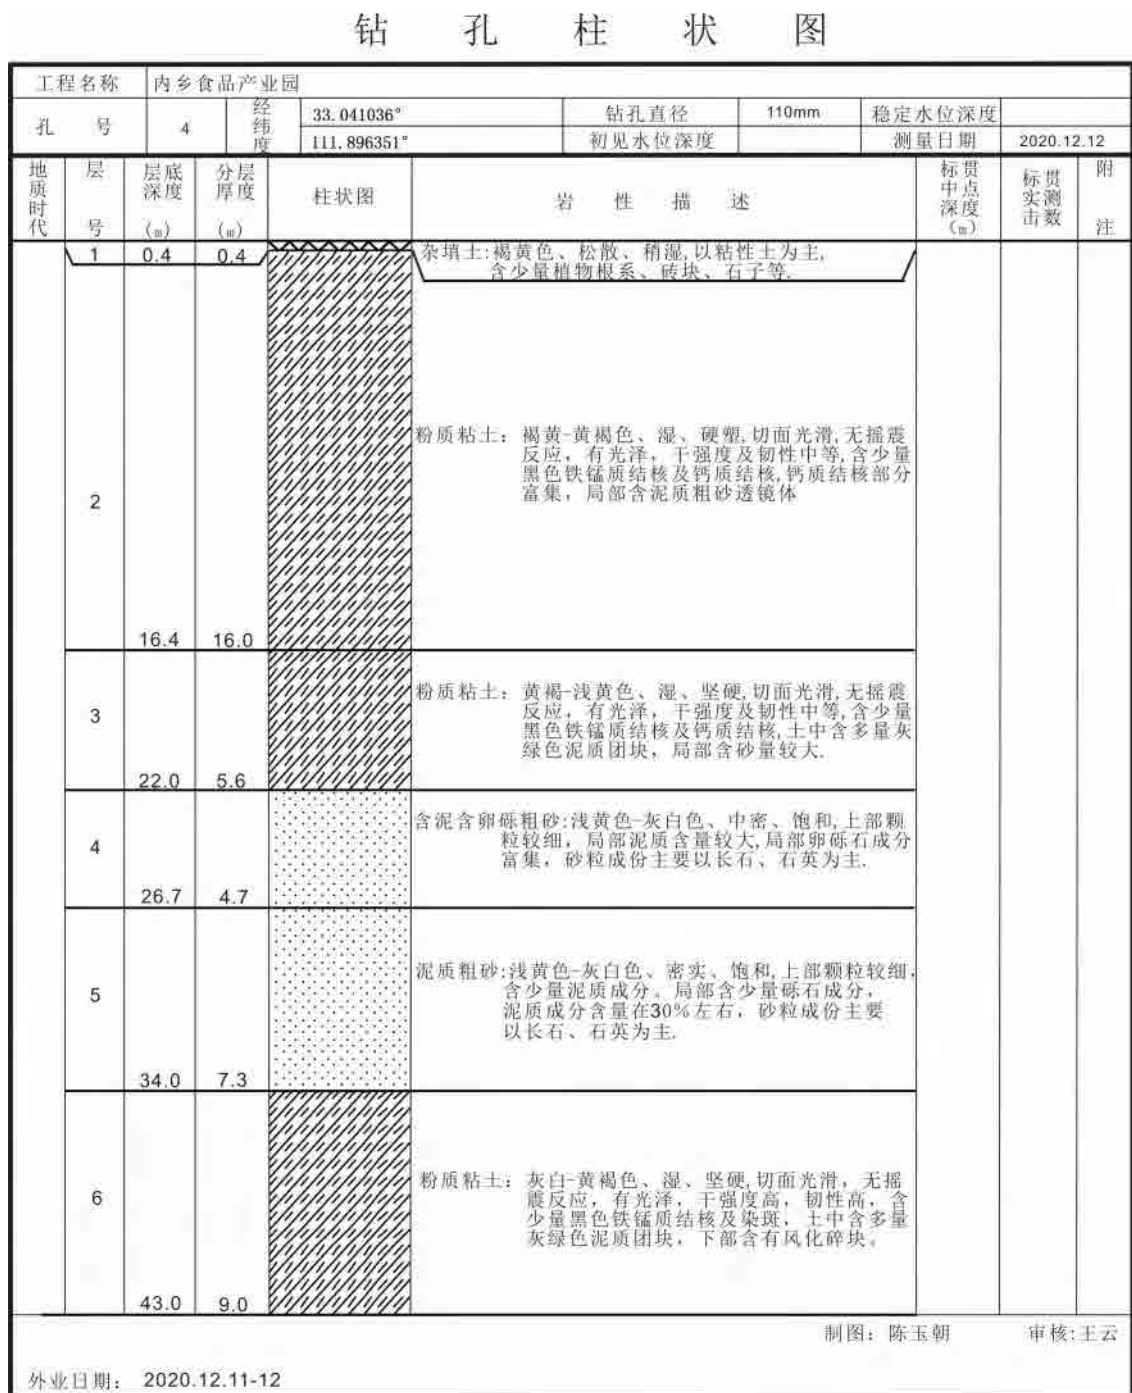 钻 孔 柱 状 图
工程名称 内乡食品产业园
孔 号 4 经纬度 33.041036° 钻孔直径 110mm 稳定水位深度
111.896351° 初见水位深度 测量日期 2020.12.12
地质时代 层号 层底深度(m) 分层厚度(m) 柱状图 岩 性 描 述 标贯中点深度(m) 标贯实测击数 附注
1 0.4 0.4 杂填土:褐黄色、松散、稍湿,以粘性土为主,
含少量植物根系、砖块、石子等.
粉质粘土: 褐黄-黄褐色、湿、硬塑,切面光滑,无摇震
反应, 有光泽, 干强度及韧性中等,含少量
黑色铁锰质结核及钙质结核,钙质结核部分
富集, 局部含泥质粗砂透镜体
2
16.4 16.0
粉质粘土: 黄褐-浅黄色、湿、坚硬,切面光滑,无摇震
反应, 有光泽, 干强度及韧性中等,含少量
黑色铁锰质结核及钙质结核,土中含多量灰
绿色泥质团块, 局部含砂量较大.
3
22.0 5.6
含泥含卵砾粗砂:浅黄色-灰白色、中密、饱和,上部颗
粒较细, 局部泥质含量较大,局部卵砾石成分
富集, 砂粒成份主要以长石、石英为主.
4
26.7 4.7
泥质粗砂:浅黄色-灰白色、密实、饱和,上部颗粒较细,
含少量泥质成分。局部含少量砾石成分,
泥质成分含量在30%左右, 砂粒成份主要
以长石、石英为主.
5
34.0 7.3
粉质粘土: 灰白-黄褐色、湿、坚硬,切面光滑, 无摇
震反应, 有光泽, 干强度高, 韧性高, 含
少量黑色铁锰质结核及染斑, 土中含多量
灰绿色泥质团块, 下部含有风化碎块。
6
43.0 9.0
制图: 陈玉朝 审核:王云
外业日期: 2020.12.11-12